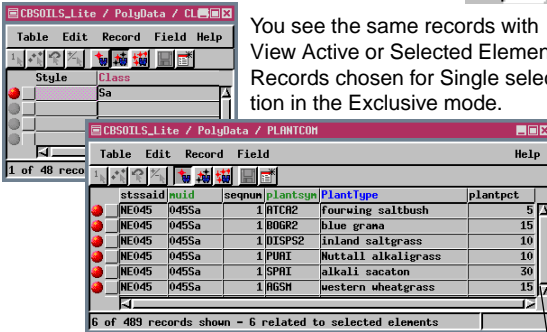 CBSOILS_Lite / PolyData / CL
Table Edit Record Field Help
Style Class
Sa
1 of 48 reco
You see the same records with
View Active or Selected Elemen
Records chosen for Single selec
tion in the Exclusive mode.
CBSOILS_Lite / PolyData / PLANTCOM
Table Edit Record Field Help
stssaid muid seqnum plantsym PlantType plantpct
NE045 045Sa 1 ATCA2 fourwing saltbush 5
NE045 045Sa 1 BOGR2 blue grama 15
NE045 045Sa 1 DISPS2 inland saltgrass 10
NE045 045Sa 1 PUAI Nuttall alkaligrass 10
NE045 045Sa 1 SPAI alkali sacaton 30
NE045 045Sa 1 AGSM western wheatgrass 15
6 of 489 records shown - 6 related to selected elements